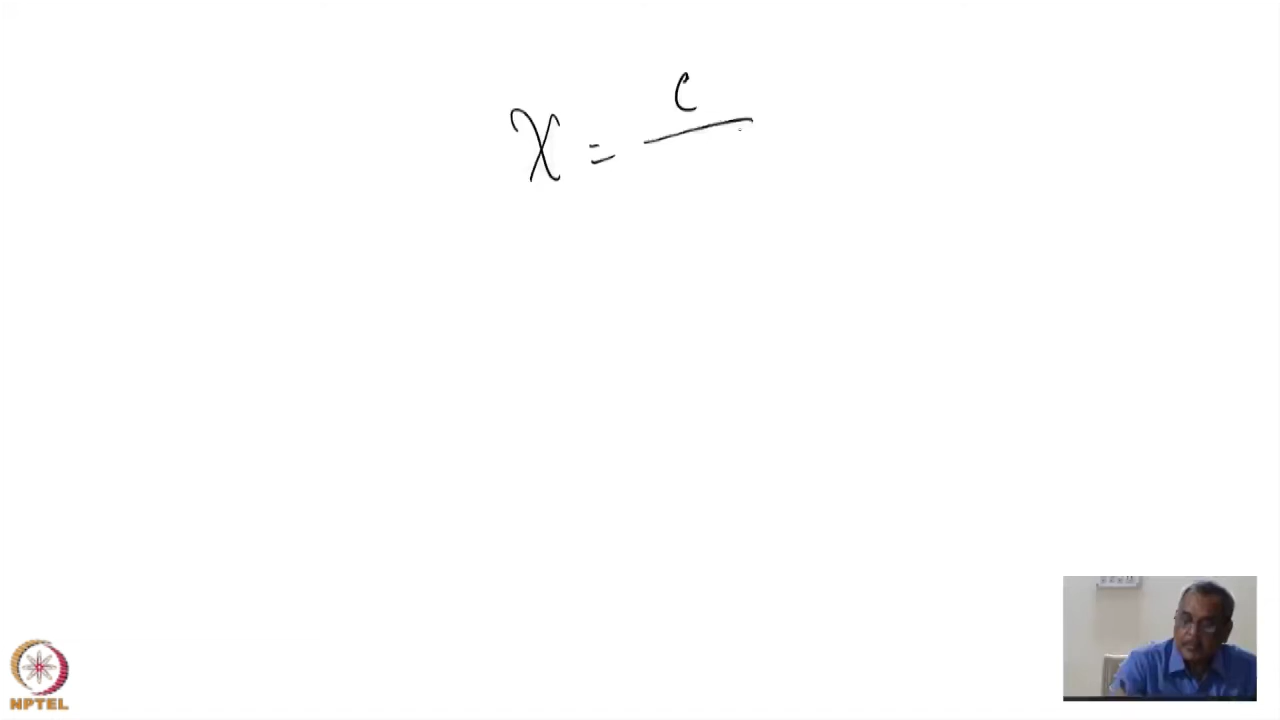 χ = C
NPTEL